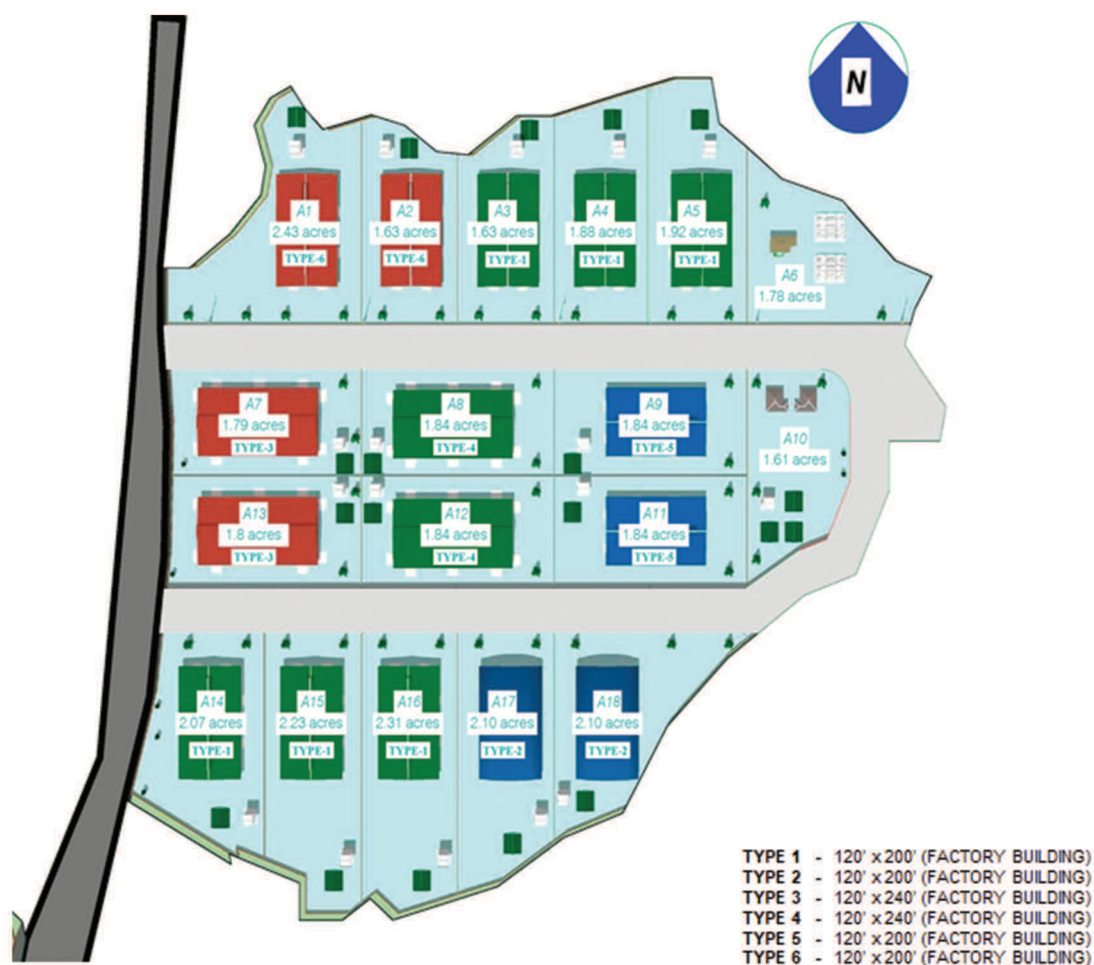 N
A1
2.43 acres
TYPE-6
A2
1.63 acres
TYPE-6
A3
1.63 acres
TYPE-1
A4
1.88 acres
TYPE-1
A5
1.92 acres
TYPE-1
A6
1.78 acres
A7
1.79 acres
TYPE-3
A8
1.84 acres
TYPE-4
A9
1.84 acres
TYPE-5
A10
1.61 acres
A13
1.8 acres
TYPE-3
A12
1.84 acres
TYPE-4
A11
1.84 acres
TYPE-5
A14
2.07 acres
TYPE-1
A15
2.23 acres
TYPE-1
A16
2.31 acres
TYPE-1
A17
2.10 acres
TYPE-2
A18
2.10 acres
TYPE-2
TYPE 1 - 120' x 200' (FACTORY BUILDING)
TYPE 2 - 120' x 200' (FACTORY BUILDING)
TYPE 3 - 120' x 240' (FACTORY BUILDING)
TYPE 4 - 120' x 240' (FACTORY BUILDING)
TYPE 5 - 120' x 200' (FACTORY BUILDING)
TYPE 6 - 120' x 200' (FACTORY BUILDING)